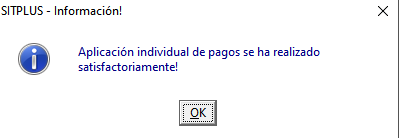 SITPLUS - Información!
Aplicación individual de pagos se ha realizado
satisfactoriamente!
OK